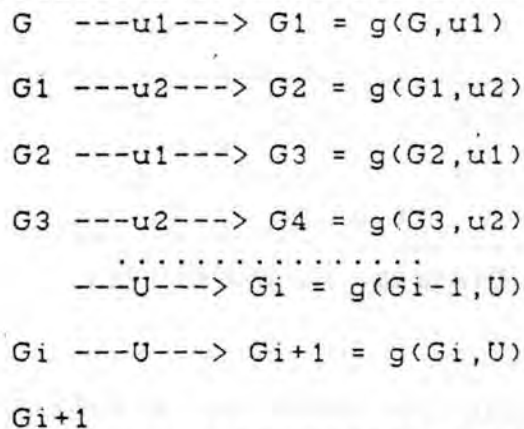 G ---u1---> G1 = g(G,u1)
G1 ---u2---> G2 = g(G1,u2)
G2 ---u1---> G3 = g(G2,u1)
G3 ---u2---> G4 = g(G3,u2)
...............
---U---> Gi = g(Gi-1,U)
Gi ---U---> Gi+1 = g(Gi,U)
Gi+1